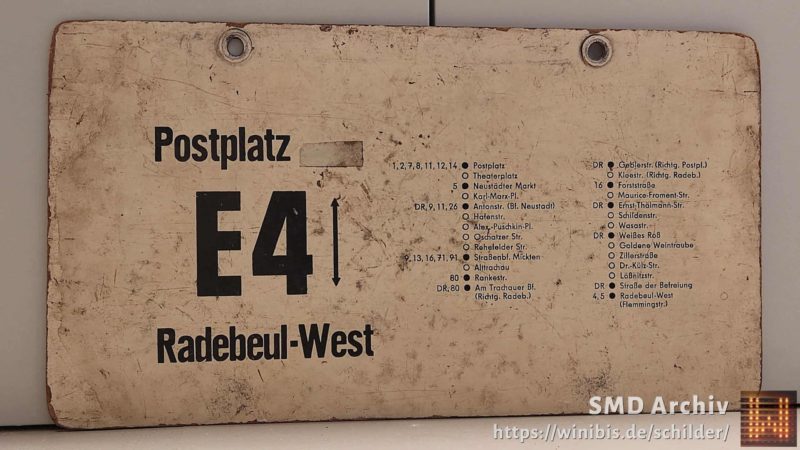 Postplatz
E4
Radebeul-West
1, 2, 7, 8, 11, 12, 14 ● Postplatz
○ Theaterplatz
5 ● Neustädter Markt
○ Karl-Marx-Pl.
DR, 9, 11, 26 ● Antonstr. (Bf. Neustadt)
○ Hafenstr.
○ Alex.-Puschkin-Pl.
○ Oschatzer Str.
○ Rehefelder Str.
9, 13, 16, 71, 91 ● Straßenbf. Mickten
○ Alttrachau
80 ● Rankestr.
DR, 80 ● Am Trachauer Bf.
(Richtg. Radeb.)
DR ● Geblerstr. (Richtg. Postpl.)
○ Kleestr. (Richtg. Radeb.)
16 ● Forststraße
○ Maurice-Froment-Str.
DR ● Ernst-Thälmann-Str.
○ Schildenstr.
○ Wasastr.
DR ● Weißes Roß
○ Goldene Weintraube
○ Zillerstraße
○ Dr.-Külz-Str.
○ Lößnitzstr.
DR ● Straße der Befreiung
4, 5 ● Radebeul-West
(Flemmingstr.)
SMD Archiv
https://winibis.de/schilder/